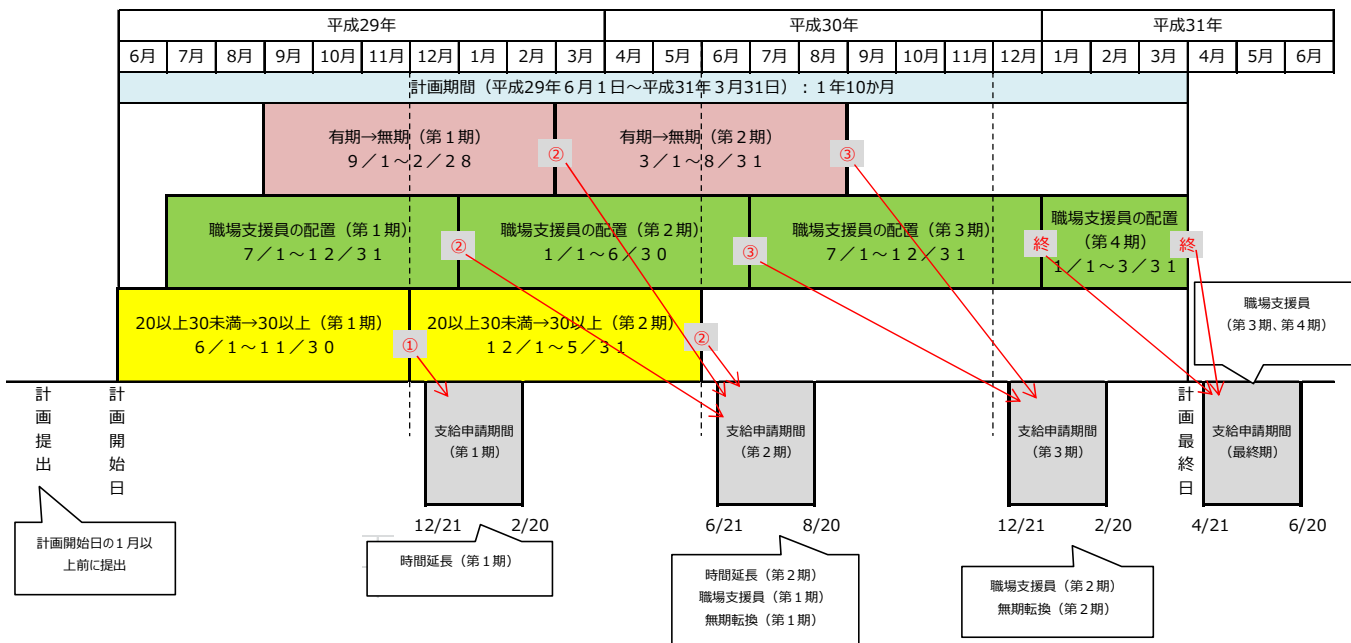 平成29年 平成30年 平成31年
6月 7月 8月 9月 10月 11月 12月 1月 2月 3月 4月 5月 6月 7月 8月 9月 10月 11月 12月 1月 2月 3月 4月 5月 6月
計画期間（平成29年６月１日～平成31年３月31日）：１年10か月
有期→無期（第１期）
９／１～２／２８
②
有期→無期（第２期）
３／１～８／３１
③
職場支援員の配置（第１期）
７／１～１２／３１
②
職場支援員の配置（第２期）
１／１～６／３０
③
職場支援員の配置（第３期）
７／１～１２／３１
終
職場支援員の配置
（第４期）
１／１～３／３１
終
20以上30未満→30以上（第１期）
６／１～１１／３０
①
20以上30未満→30以上（第２期）
１２／１～５／３１
②
職場支援員
（第３期、第４期）
計画提出
計画開始日
支給申請期間
（第１期）
支給申請期間
（第２期）
支給申請期間
（第３期）
計画最終日
支給申請期間
（最終期）
12/21 2/20 6/21 8/20 12/21 2/20 4/21 6/20
計画開始日の１月以
上前に提出
時間延長（第１期）
時間延長（第２期）
職場支援員（第１期）
無期転換（第１期）
職場支援員（第２期）
無期転換（第２期）